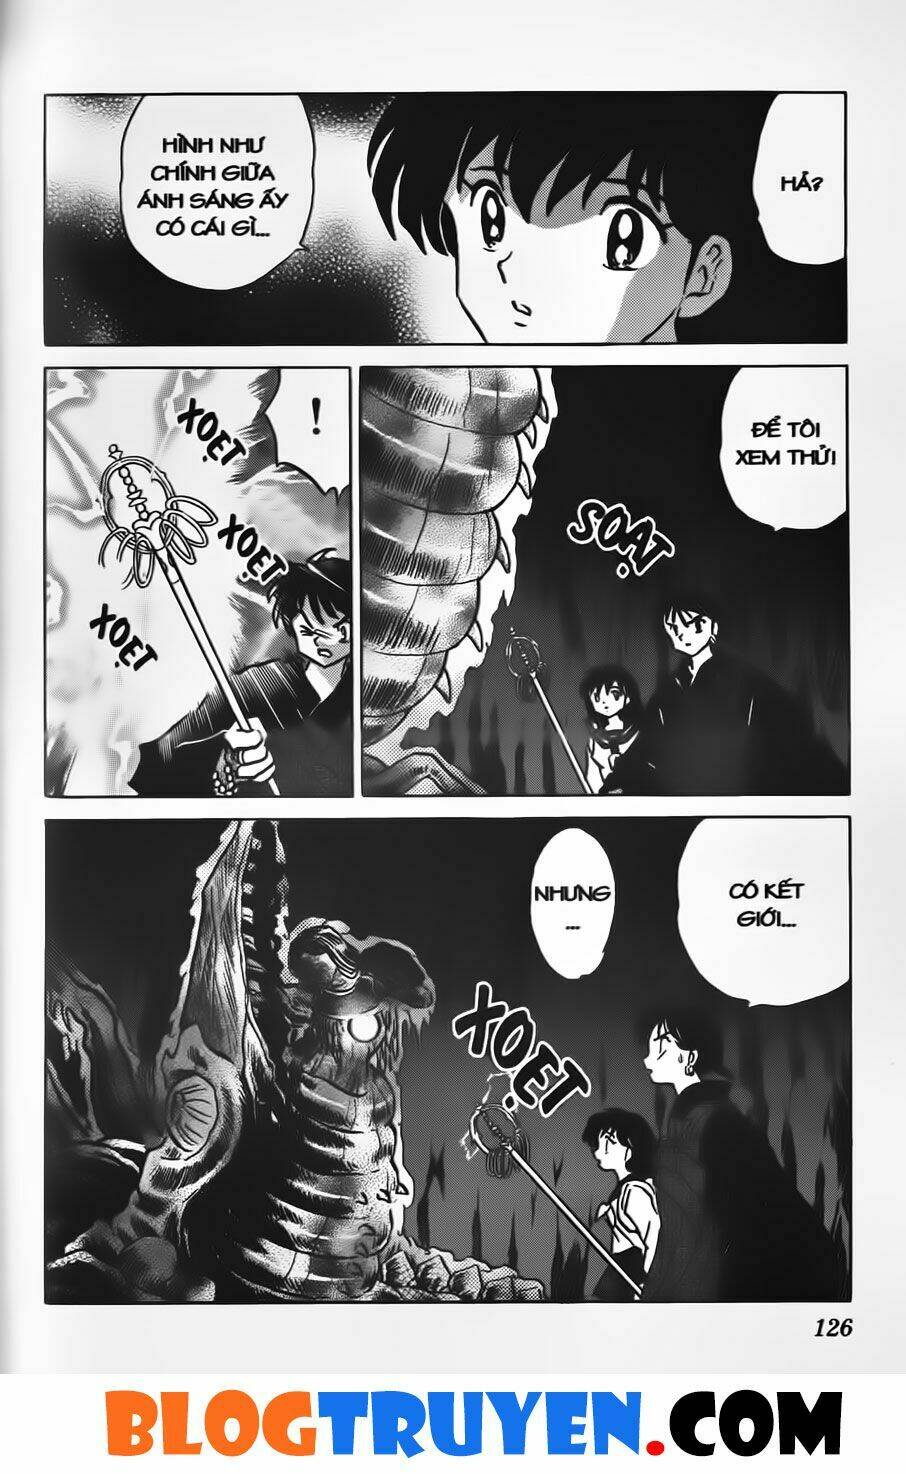 HẢ?
HÌNH NHƯ
CHÍNH GIỮA
ÁNH SÁNG ẤY
CÓ CÁI GÌ...
ĐỂ TÔI
XEM THỬ!
SOẠT
!
XOẸT
XOẸT
XOẸT
CÓ KẾT
GIỚI...
NHƯNG
...
XOẸT
126
BLOGTRUYEN.COM